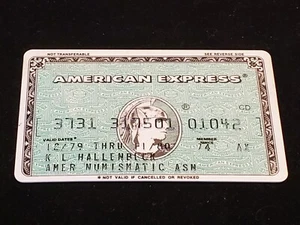 NOT TRANSFERABLE SEE REVERSE SIDE
AMERICAN EXPRESS®
®
CD
3731 310501 01042
VALID DATES MEMBER
12/79 THRU 11/80 74 AX
K L HALLENBECK
AMER NUMISMATIC ASN
* NOT VALID IF CANCELLED OR REVOKED